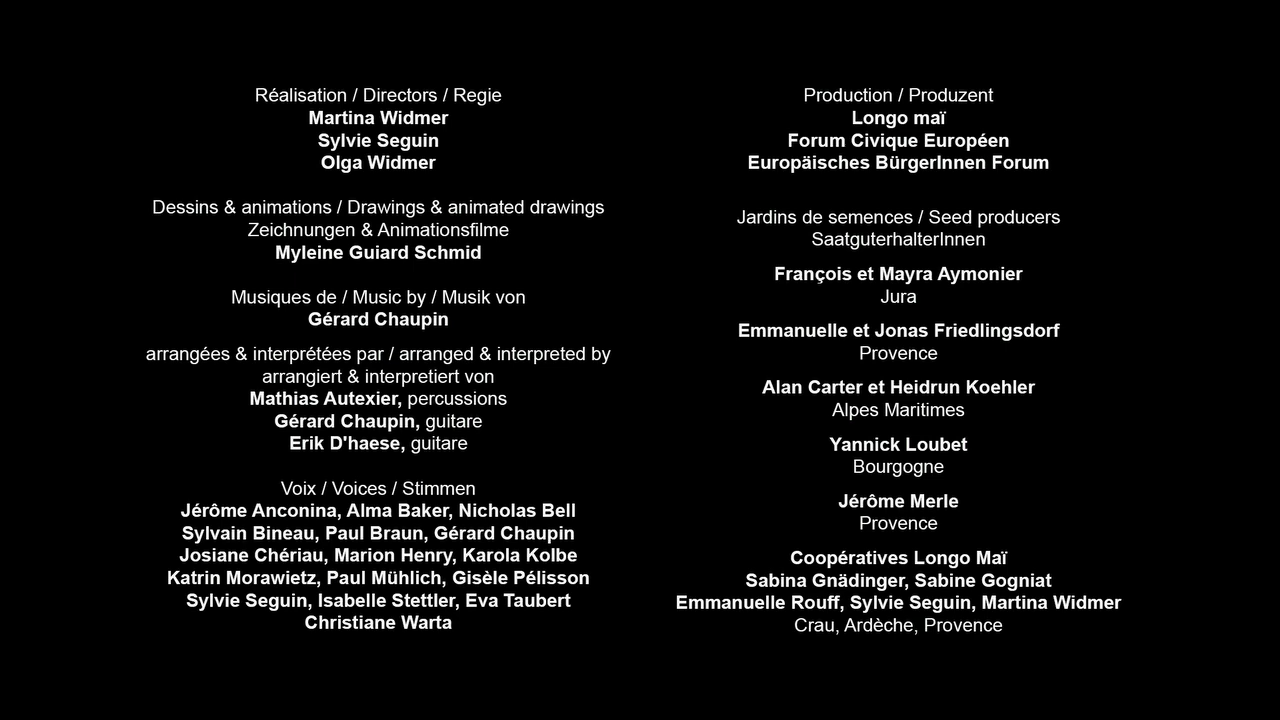 Réalisation / Directors / Regie
Martina Widmer
Sylvie Seguin
Olga Widmer
Dessins & animations / Drawings & animated drawings
Zeichnungen & Animationsfilme
Myleine Guiard Schmid
Musiques de / Music by / Musik von
Gérard Chaupin
arrangées & interprétées par / arranged & interpreted by
arrangiert & interpretiert von
Mathias Autexier, percussions
Gérard Chaupin, guitare
Erik D'haese, guitare
Voix / Voices / Stimmen
Jérôme Anconina, Alma Baker, Nicholas Bell
Sylvain Bineau, Paul Braun, Gérard Chaupin
Josiane Chériau, Marion Henry, Karola Kolbe
Katrin Morawietz, Paul Mühlich, Gisèle Pélisson
Sylvie Seguin, Isabelle Stettler, Eva Taubert
Christiane Warta
Production / Produzent
Longo maï
Forum Civique Européen
Europäisches BürgerInnen Forum
Jardins de semences / Seed producers
SaatguterhalterInnen
François et Mayra Aymonier
Jura
Emmanuelle et Jonas Friedlingsdorf
Provence
Alan Carter et Heidrun Koehler
Alpes Maritimes
Yannick Loubet
Bourgogne
Jérôme Merle
Provence
Coopératives Longo Maï
Sabina Gnädinger, Sabine Gogniat
Emmanuelle Rouff, Sylvie Seguin, Martina Widmer
Crau, Ardèche, Provence